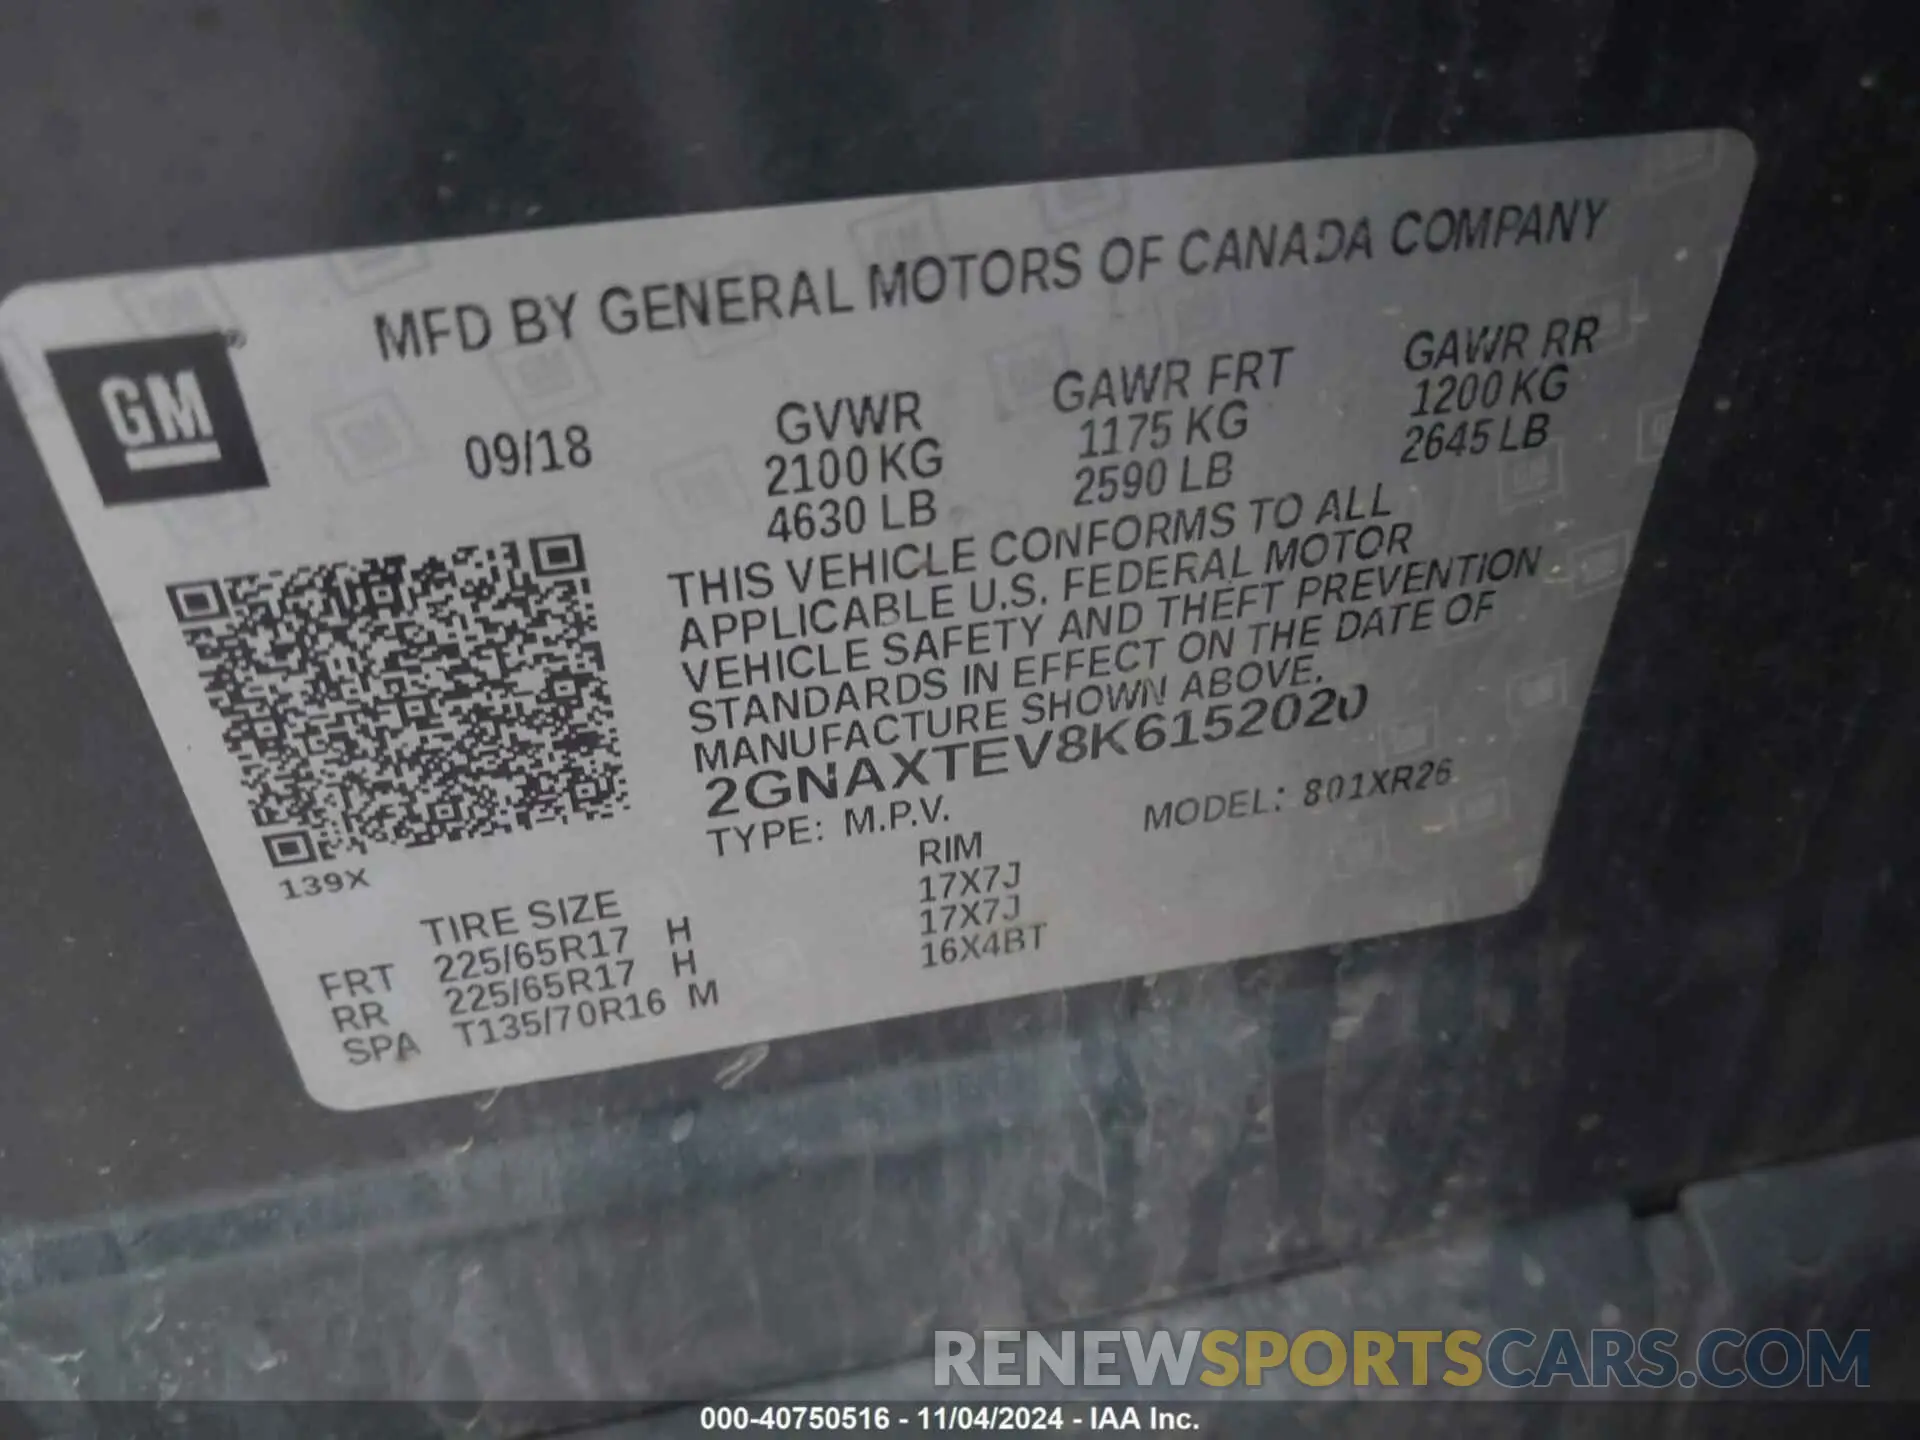 MFD BY GENERAL MOTORS OF CANADA COMPANY
GM®
09/18
GVWR
2100 KG
4630 LB
GAWR FRT
1175 KG
2590 LB
GAWR RR
1200 KG
2645 LB
THIS VEHICLE CONFORMS TO ALL
APPLICABLE U.S. FEDERAL MOTOR
VEHICLE SAFETY AND THEFT PREVENTION
STANDARDS IN EFFECT ON THE DATE OF
MANUFACTURE SHOWN ABOVE.
2GNAXTEV8K6152020
TYPE: M.P.V.
MODEL: 801XR26
139X
TIRE SIZE RIM
FRT 225/65R17 H 17X7J
RR 225/65R17 H 17X7J
SPA T135/70R16 M 16X4BT
RENEWSPORTSCARS.COM
000-40750516 - 11/04/2024 - IAA Inc.